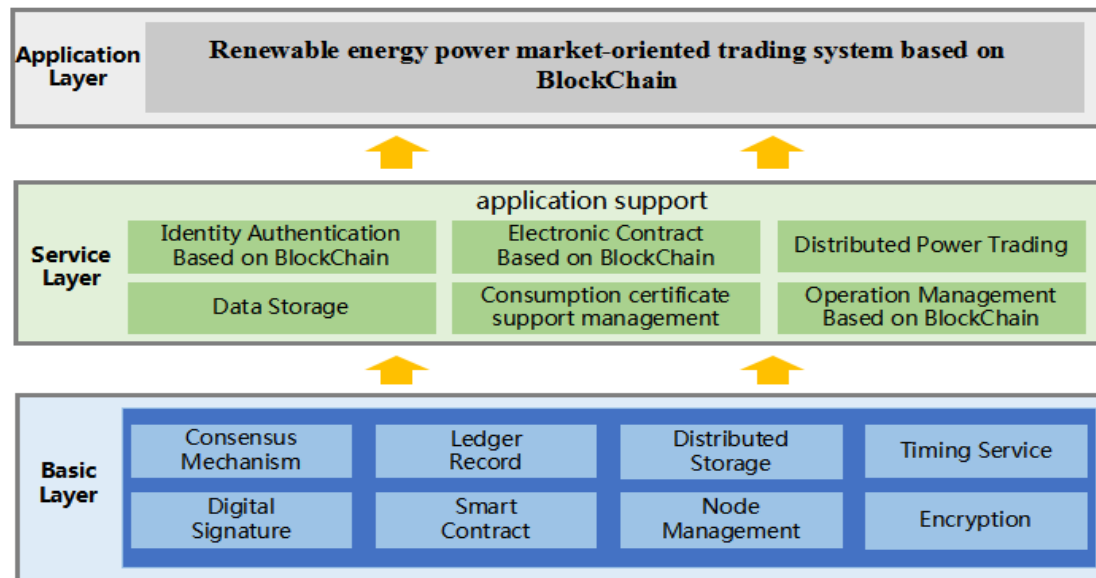 Application
Layer
Renewable energy power market-oriented trading system based on
BlockChain
application support
Service
Layer
Identity Authentication
Based on BlockChain
Electronic Contract
Based on BlockChain
Distributed Power Trading
Data Storage
Consumption certificate
support management
Operation Management
Based on BlockChain
Basic
Layer
Consensus
Mechanism
Ledger
Record
Distributed
Storage
Timing Service
Digital
Signature
Smart
Contract
Node
Management
Encryption